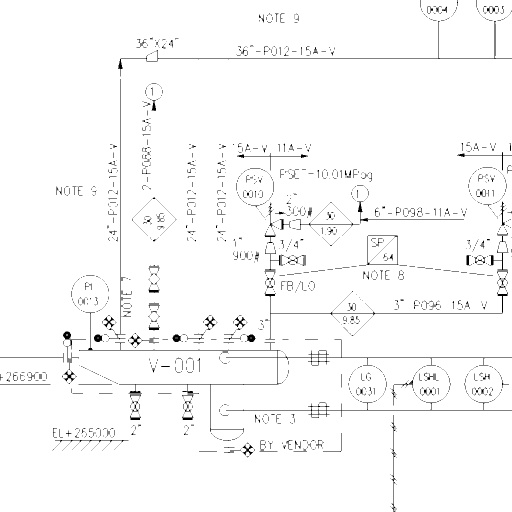 NOTE 9
0004
0003
36"X24"
36"-P012-15A-V
1
24"-P012-15A-V
2-P068-15A-V
24"-P012-15A-V
24"-P012-15A-V
15A-V
11A-V
15A-V
PSV
0010
PSET-10.01MPag
PSV
0011
NOTE 9
2"
300#
1
30
9.85
30
1.90
6"-P098-11A-V
1"
900#
3/4"
SP
64
3/4"
NOTE 8
NOTE 7
FB/LO
PI
0013
30
9.85
3" P096-15A-V
3"
V-001
+266900
LG
0031
LSHL
0001
LSH
0002
NOTE 3
2"
2"
EL+265000
BY VENDOR